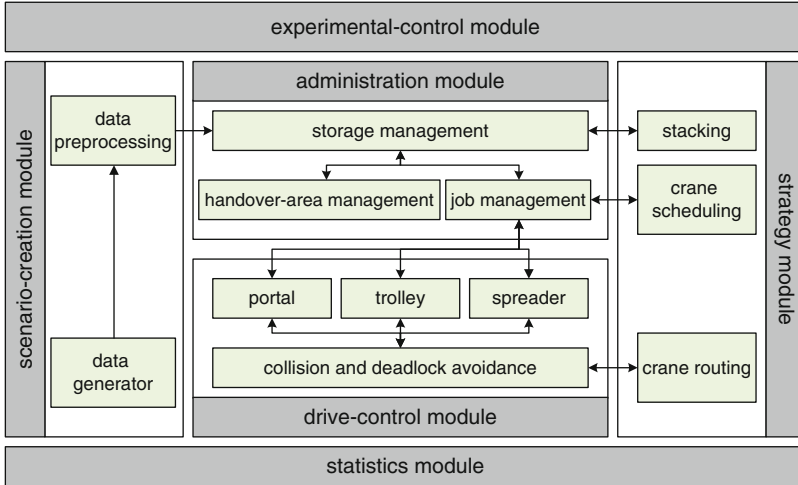 experimental-control module
scenario-creation module
data
preprocessing
data
generator
administration module
storage management
handover-area management
job management
portal
trolley
spreader
collision and deadlock avoidance
drive-control module
stacking
crane
scheduling
crane routing
strategy module
statistics module